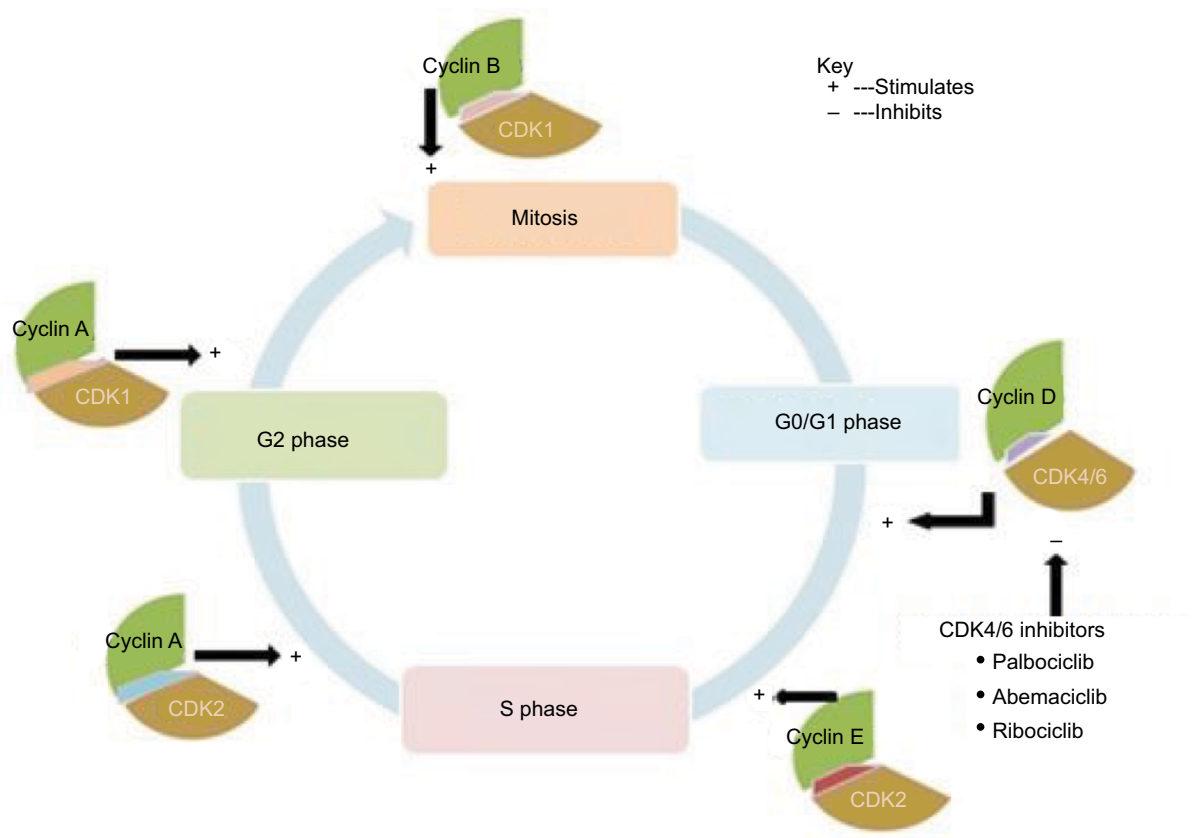 Cyclin B
CDK1
+
Key
+ ---Stimulates
– ---Inhibits
Mitosis
Cyclin A
+
CDK1
G2 phase
G0/G1 phase
Cyclin D
CDK4/6
+
–
CDK4/6 inhibitors
• Palbociclib
• Abemaciclib
• Ribociclib
Cyclin A
+
CDK2
S phase
+
Cyclin E
CDK2